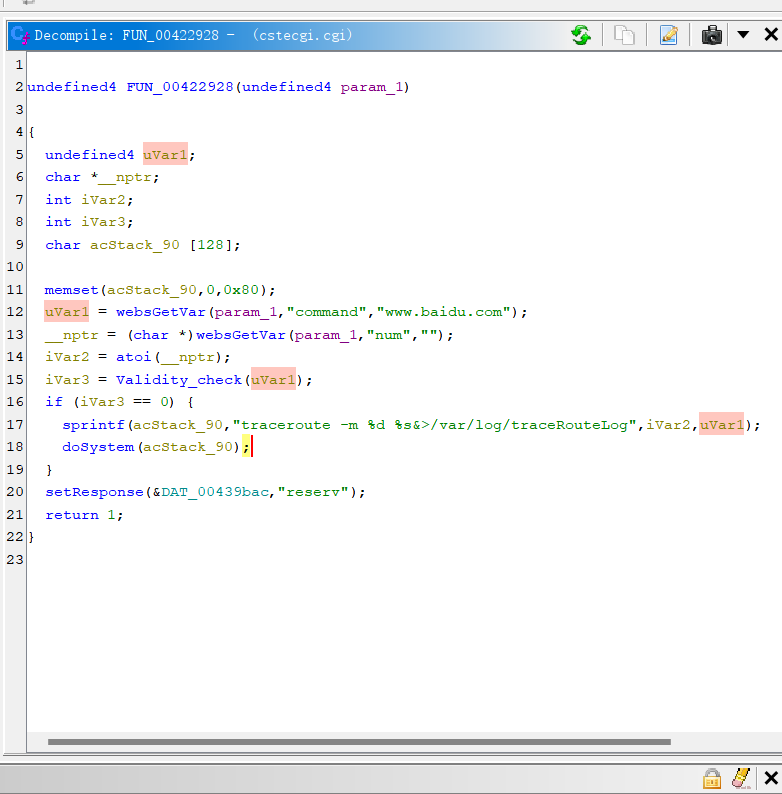 Decompile: FUN_00422928 - (cstecgi.cgi)
1
2 undefined4 FUN_00422928(undefined4 param_1)
3
4 {
5 undefined4 uVar1;
6 char *__nptr;
7 int iVar2;
8 int iVar3;
9 char acStack_90 [128];
10
11 memset(acStack_90,0,0x80);
12 uVar1 = websGetVar(param_1,"command","www.baidu.com");
13 __nptr = (char *)websGetVar(param_1,"num","");
14 iVar2 = atoi(__nptr);
15 iVar3 = Validity_check(uVar1);
16 if (iVar3 == 0) {
17 sprintf(acStack_90,"traceroute -m %d %s&>/var/log/traceRouteLog",iVar2,uVar1);
18 doSystem(acStack_90);
19 }
20 setResponse(&DAT_00439bac,"reserv");
21 return 1;
22 }
23